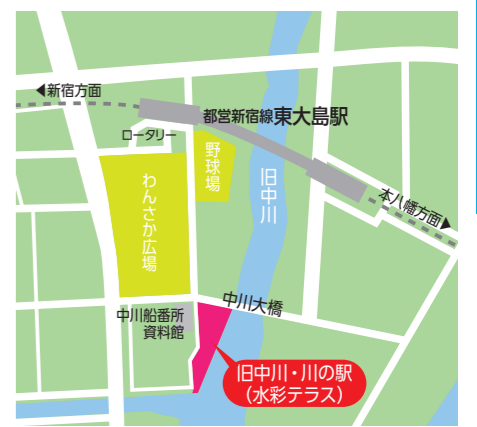 ◀新宿方面
都営新宿線東大島駅
ロータリー
野球場
わんさか広場
旧中川
本八幡方面▶
中川大橋
中川船番所
資料館
旧中川・川の駅
（水彩テラス）